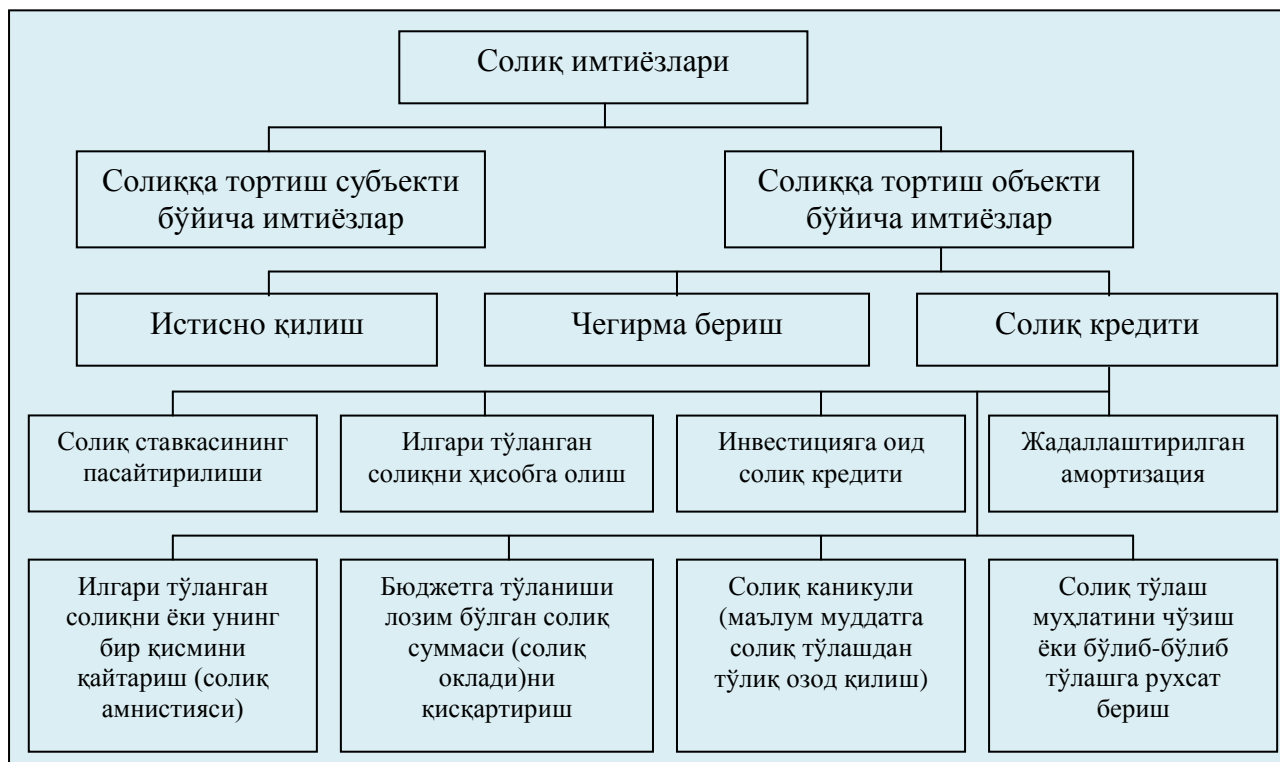 Солиқ имтиёзлари
Солиққа тортиш субъекти
бўйича имтиёзлар
Солиққа тортиш объекти
бўйича имтиёзлар
Истисно қилиш
Чегирма бериш
Солиқ кредити
Солиқ ставкасининг
пасайтирилиши
Илгари тўланган
солиқни ҳисобга олиш
Инвестицияга оид
солиқ кредити
Жадаллаштирилган
амортизация
Илгари тўланган
солиқни ёки унинг
бир қисмини
қайтариш (солиқ
амнистияси)
Бюджетга тўланиши
лозим бўлган солиқ
суммаси (солиқ
оклади)ни
қисқартириш
Солиқ каникули
(маълум муддатга
солиқ тўлашдан
тўлиқ озод қилиш)
Солиқ тўлаш
муҳлатини чўзиш
ёки бўлиб-бўлиб
тўлашга рухсат
бериш